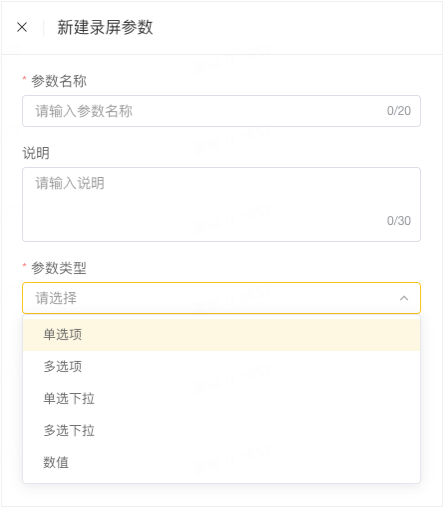 新建录屏参数
* 参数名称
请输入参数名称 0/20
说明
请输入说明
0/30
* 参数类型
请选择
单选项
多选项
单选下拉
多选下拉
数值